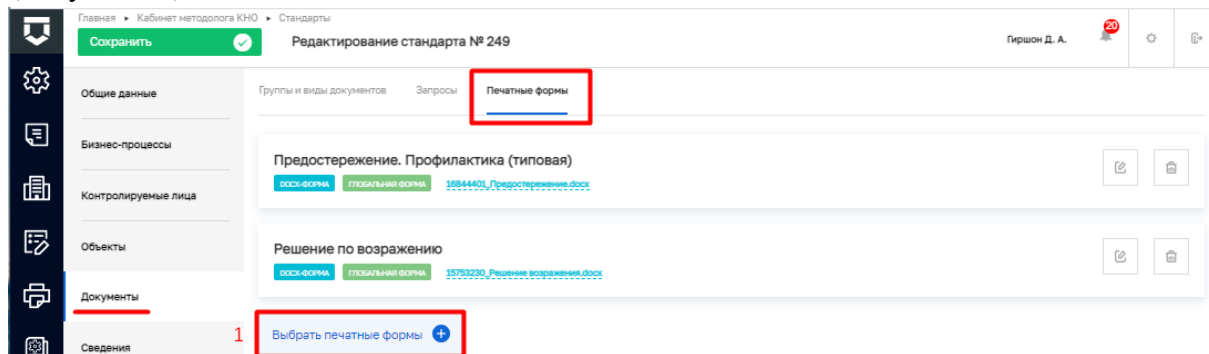 Главная ▸ Кабинет методолога КНО ▸ Стандарты
Сохранить
Редактирование стандарта № 249
Гиршон Д. А.
20
Общие данные
Бизнес-процессы
Контролируемые лица
Объекты
Документы
Сведения
Группы и виды документов Запросы Печатные формы
Предостережение. Профилактика (типовая)
DOCX-ФОРМА ГЛОБАЛЬНАЯ ФОРМА 16844401_Предостережение.docx
Решение по возражению
DOCX-ФОРМА ГЛОБАЛЬНАЯ ФОРМА 15753230_Решение возражения.docx
1
Выбрать печатные формы